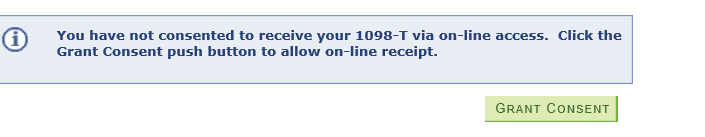 You have not consented to receive your 1098-T via on-line access.  Click the
Grant Consent push button to allow on-line receipt.
GRANT CONSENT